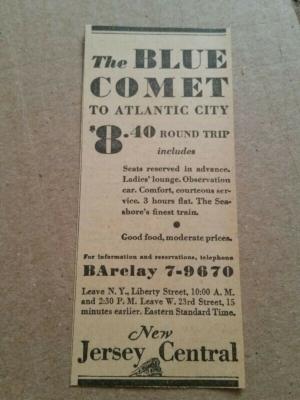 The BLUE
COMET
TO ATLANTIC CITY
$8.40 ROUND TRIP
includes
Seats reserved in advance.
Ladies' lounge. Observation
car. Comfort, courteous ser-
vice. 3 hours flat. The Sea-
shore's finest train.
Good food, moderate prices.
For information and reservations, telephone
BArclay 7-9670
Leave N. Y., Liberty Street, 10:00 A. M.
and 2:30 P. M. Leave W. 23rd Street, 15
minutes earlier. Eastern Standard Time.
New
Jersey Central